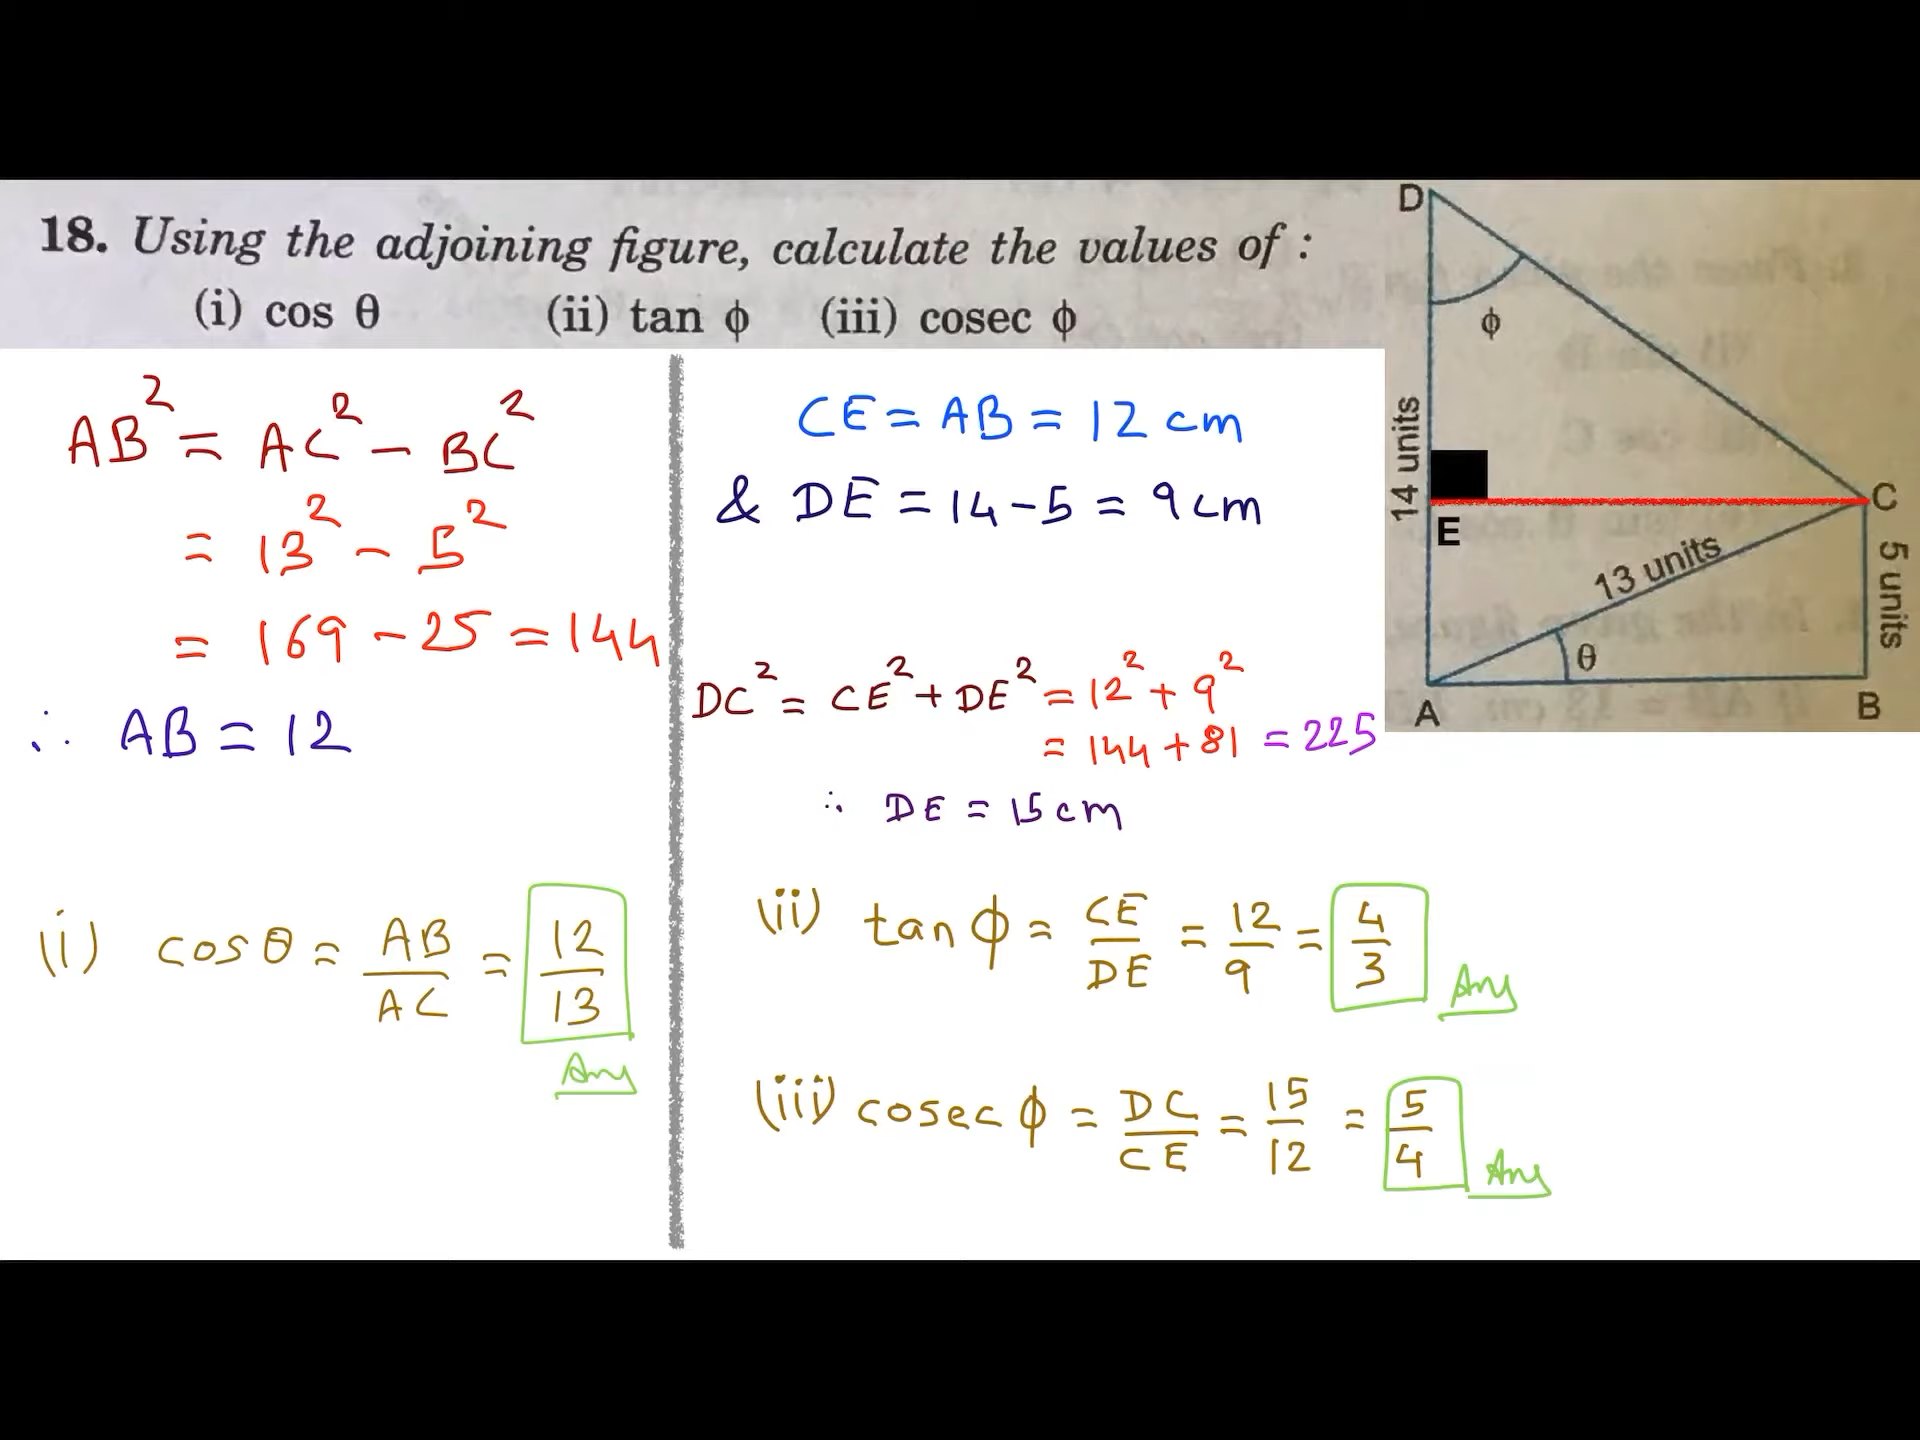 18. Using the adjoining figure, calculate the values of :
(i) cos θ (ii) tan ϕ (iii) cosec ϕ
AB² = AC² - BC²
= 13² - 5²
= 169 - 25 = 144
∴ AB = 12
(i) cos θ = AB/AC = 12/13
Ans
CE = AB = 12 cm
& DE = 14 - 5 = 9 cm
DC² = CE² + DE² = 12² + 9²
= 144 + 81 = 225
∴ DE = 15 cm
(ii) tan ϕ = CE/DE = 12/9 = 4/3 Ans
(iii) cosec ϕ = DC/CE = 15/12 = 5/4 Ans
D
ϕ
14 units
E
C
13 units
5 units
θ
A
B